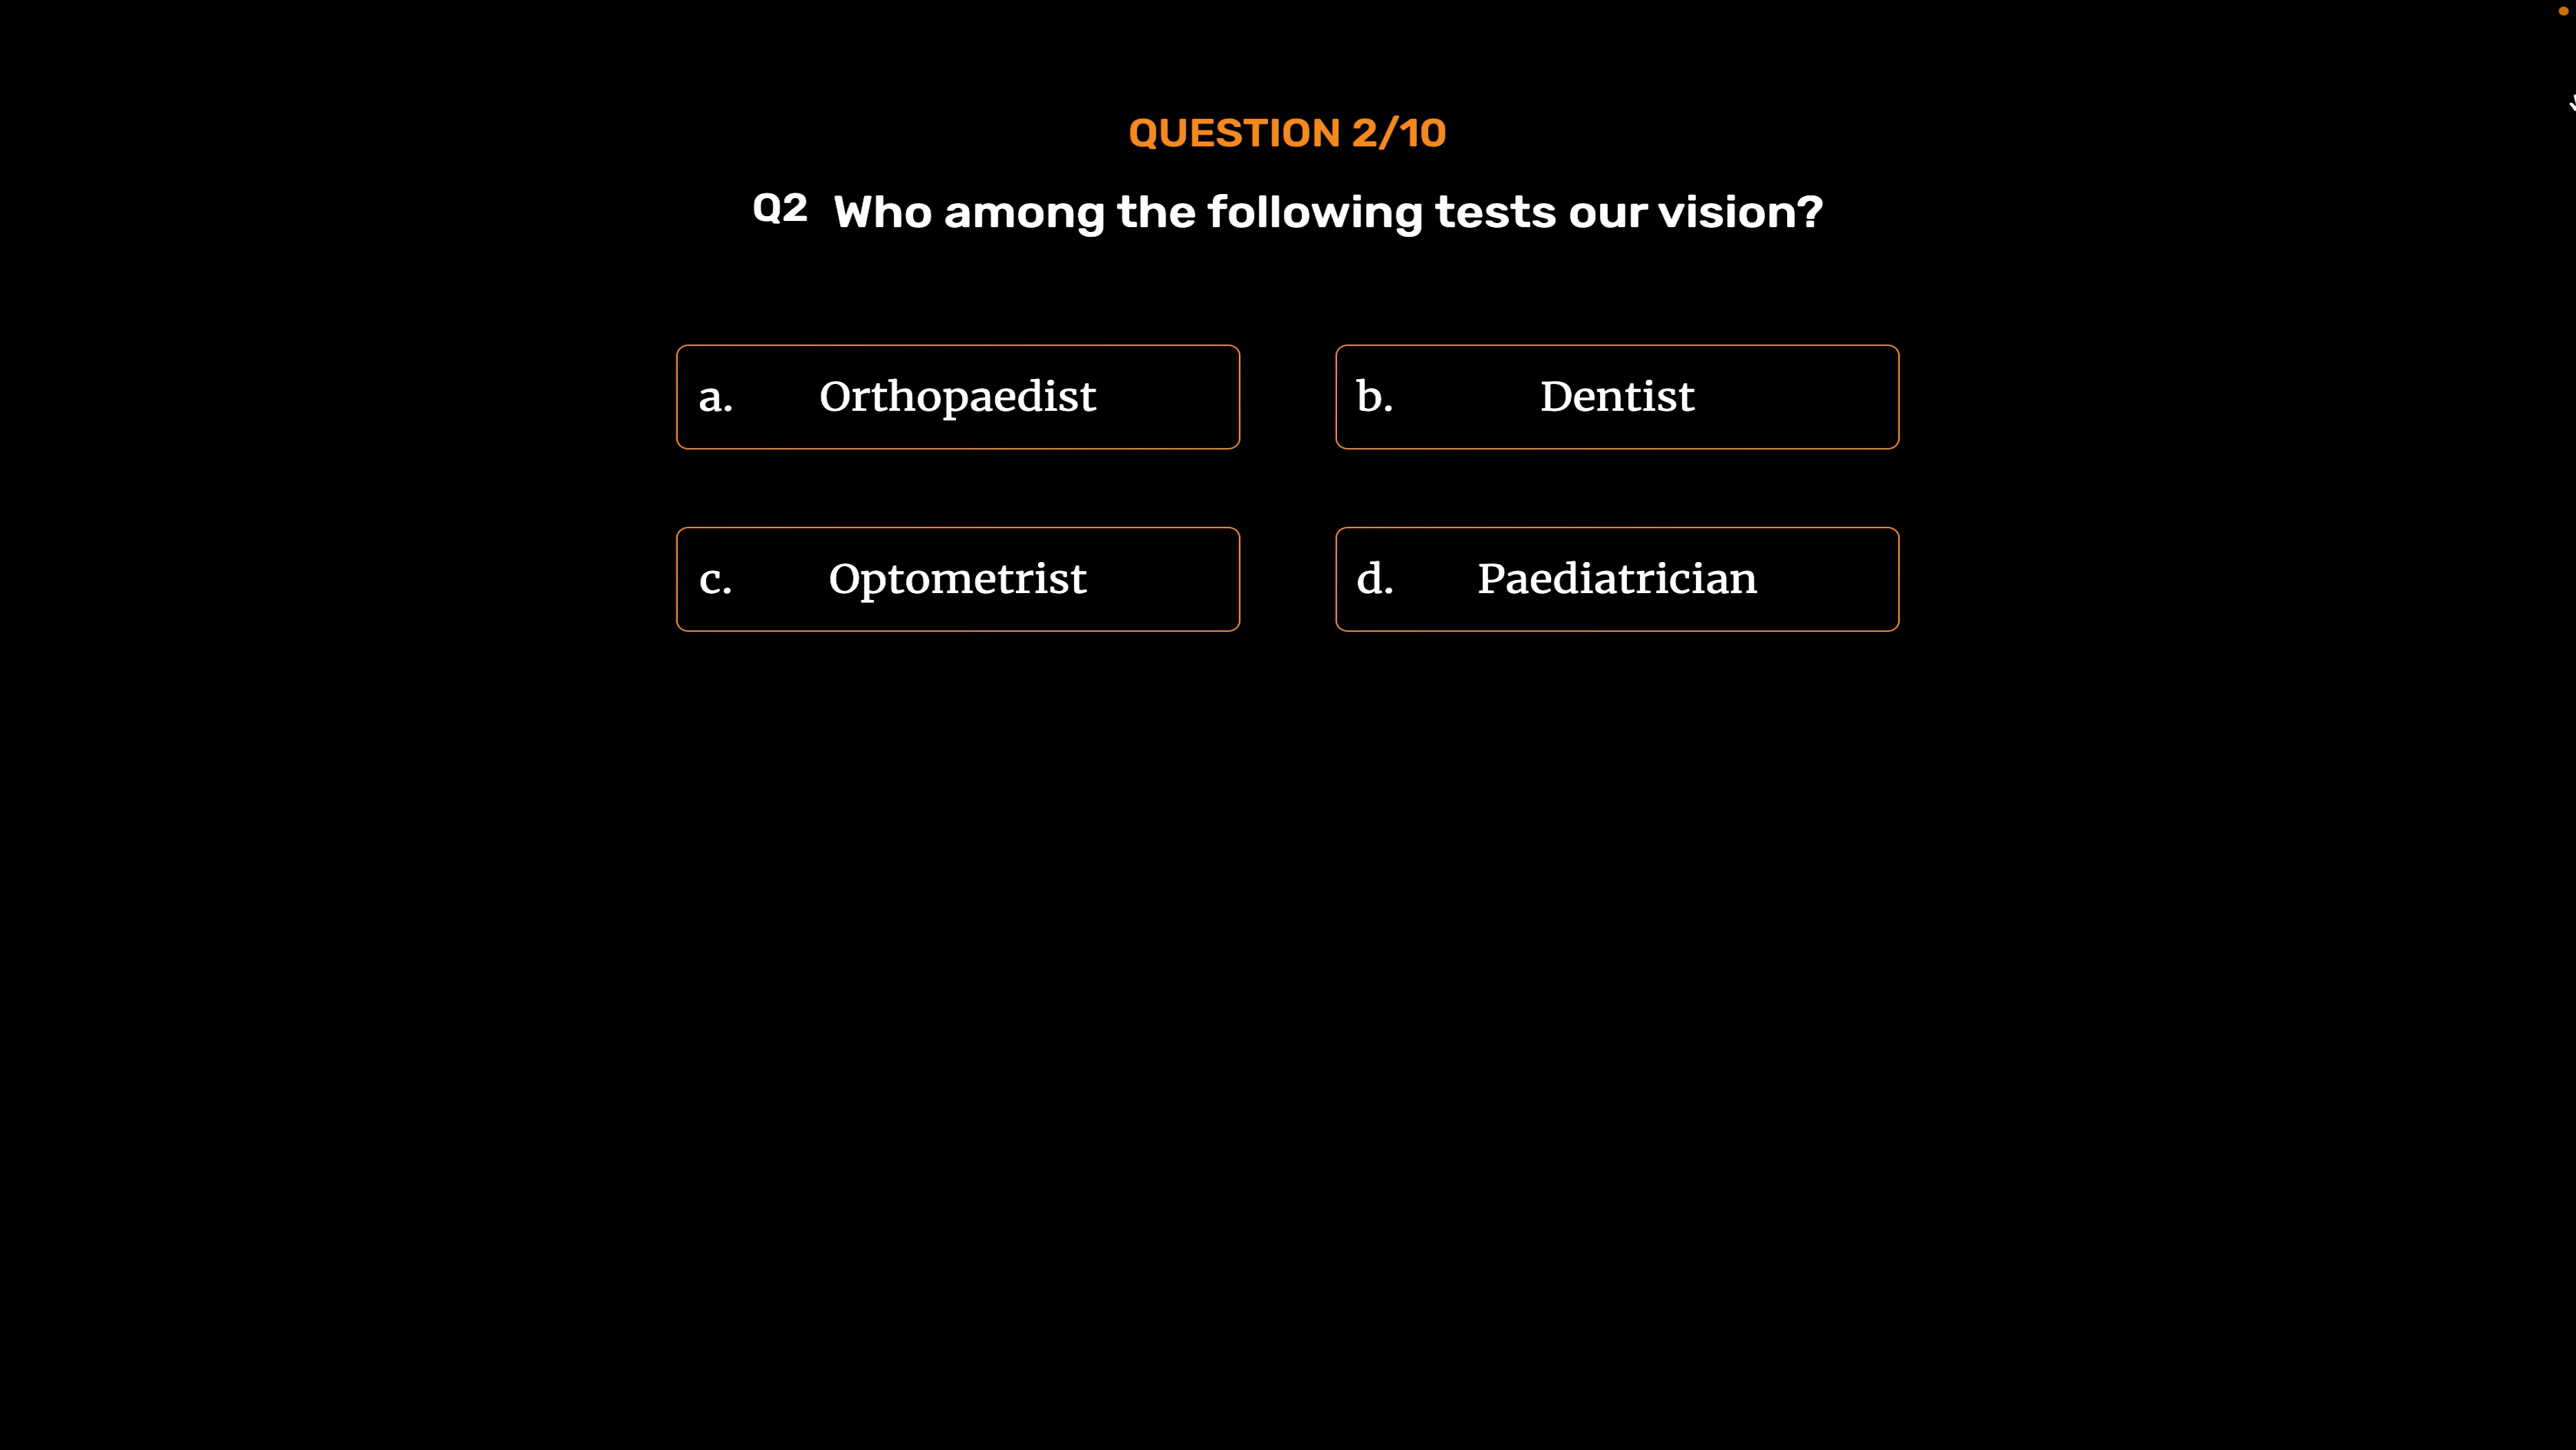 QUESTION 2/10
Q2 Who among the following tests our vision?
a. Orthopaedist
b. Dentist
c. Optometrist
d. Paediatrician